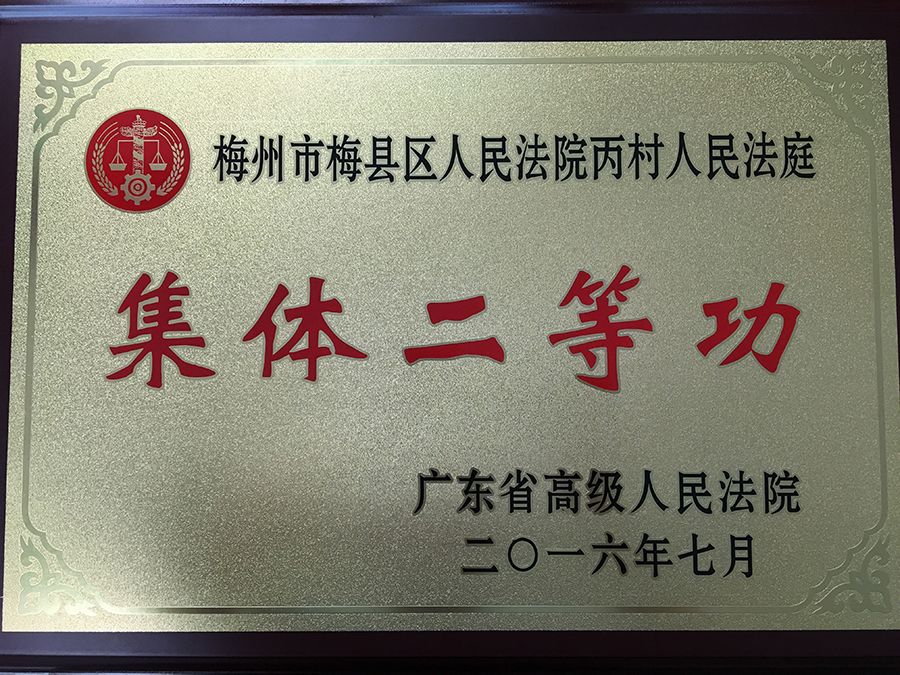 梅州市梅县区人民法院丙村人民法庭
集体二等功
广东省高级人民法院
二〇一六年七月